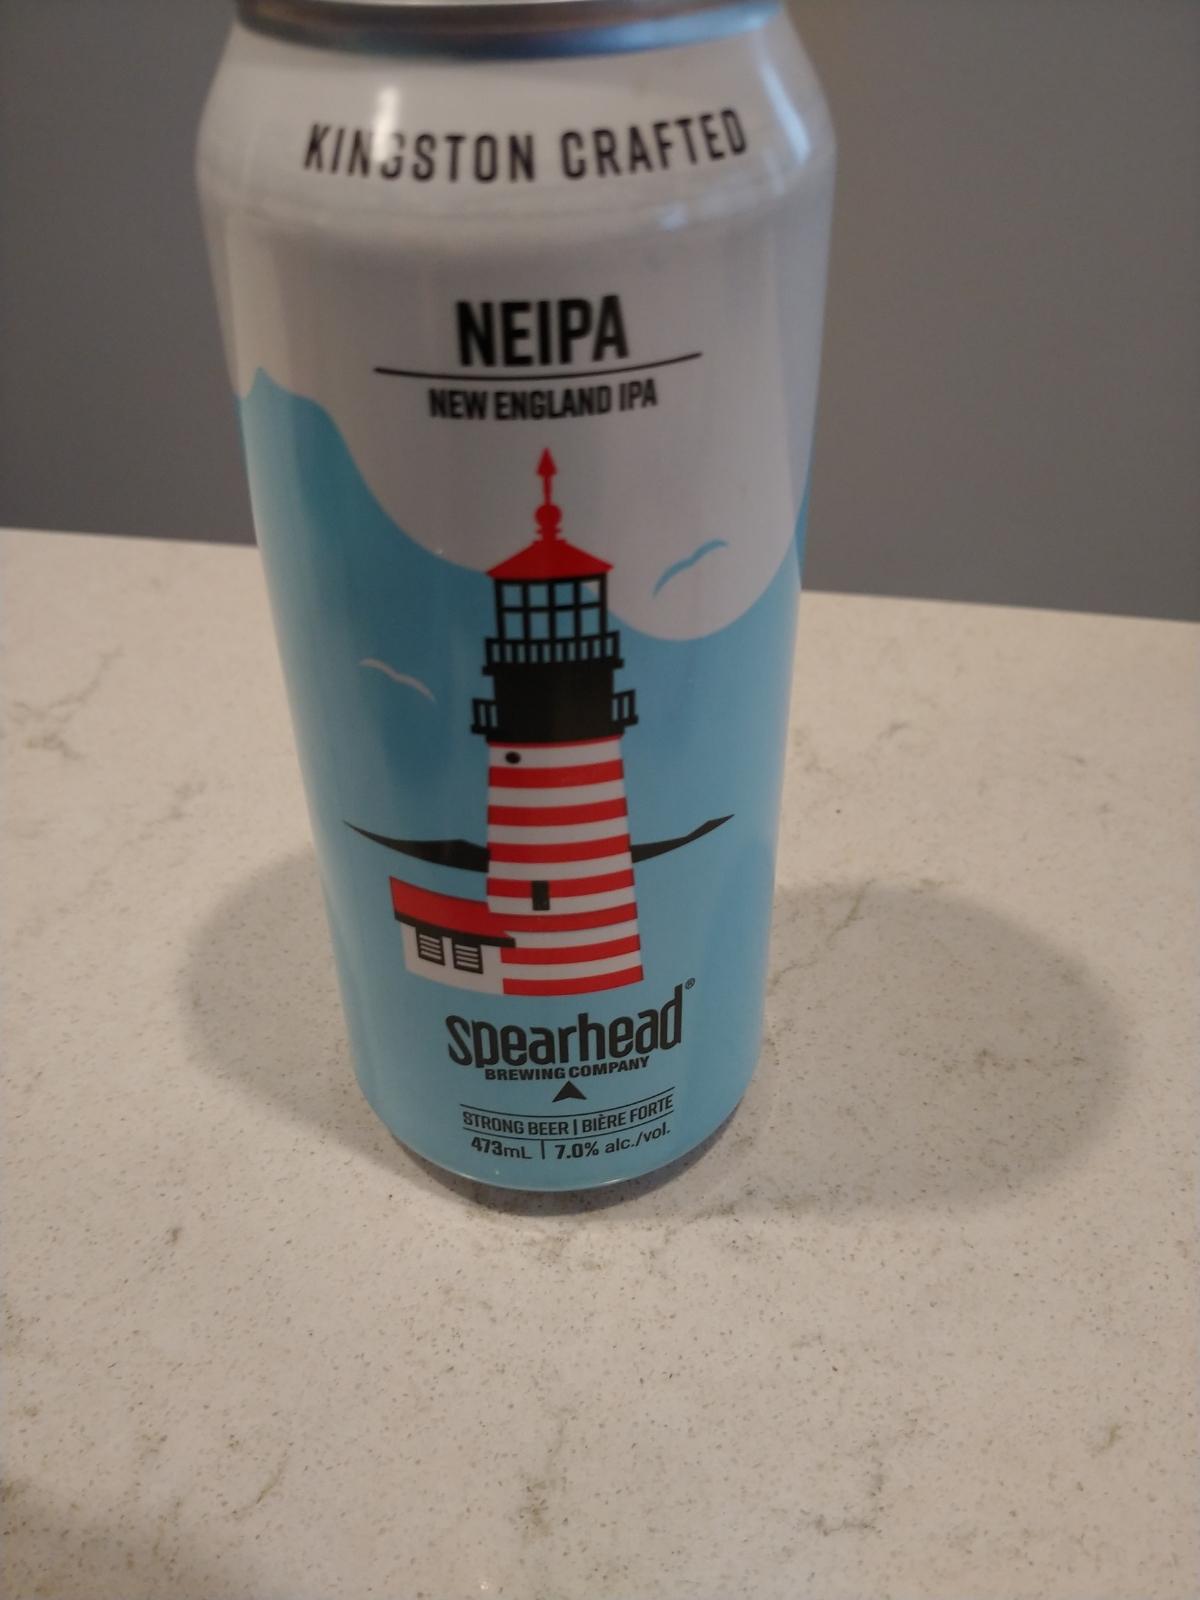 KINGSTON CRAFTED
NEIPA
NEW ENGLAND IPA
spearhead®
BREWING COMPANY
STRONG BEER | BIÈRE FORTE
473mL | 7.0% alc./vol.